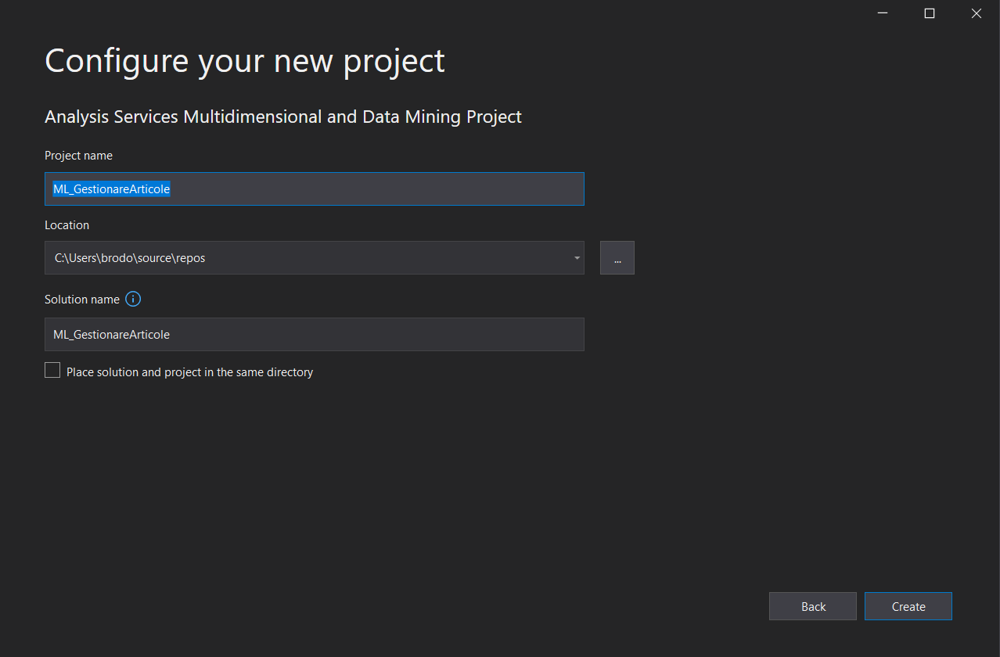 Configure your new project
Analysis Services Multidimensional and Data Mining Project
Project name
ML_GestionareArticole
Location
C:\Users\brodo\source\repos
...
Solution name
ML_GestionareArticole
Place solution and project in the same directory
Back
Create